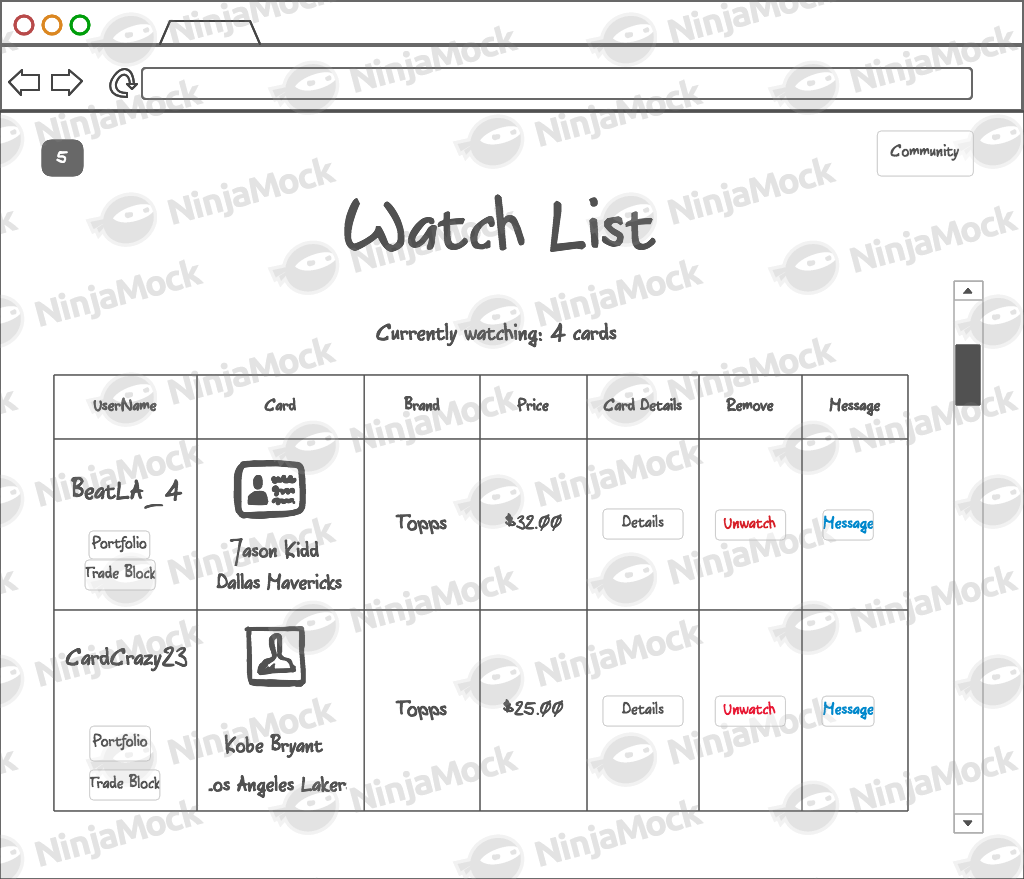 5
Community
Watch List
Currently watching: 4 cards
UserName Card Brand Price Card Details Remove Message
BeatLA_4
Portfolio
Trade Block
Jason Kidd
Dallas Mavericks
Topps
$32.00
Details
Unwatch
Message
CardCrazy23
Portfolio
Trade Block
Kobe Bryant
Los Angeles Laker
Topps
$25.00
Details
Unwatch
Message
NinjaMock